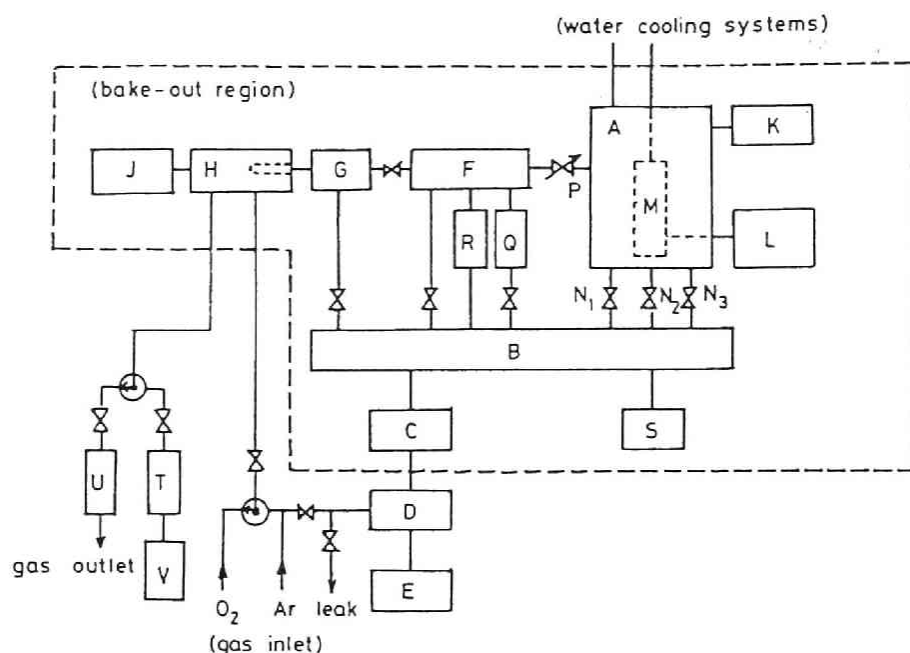 (water cooling systems)
(bake-out region)
A
K
J
H
G
F
P
M
L
R
Q
N1
N2
N3
B
C
S
U
T
D
gas outlet
V
E
O2
Ar
leak
(gas inlet)